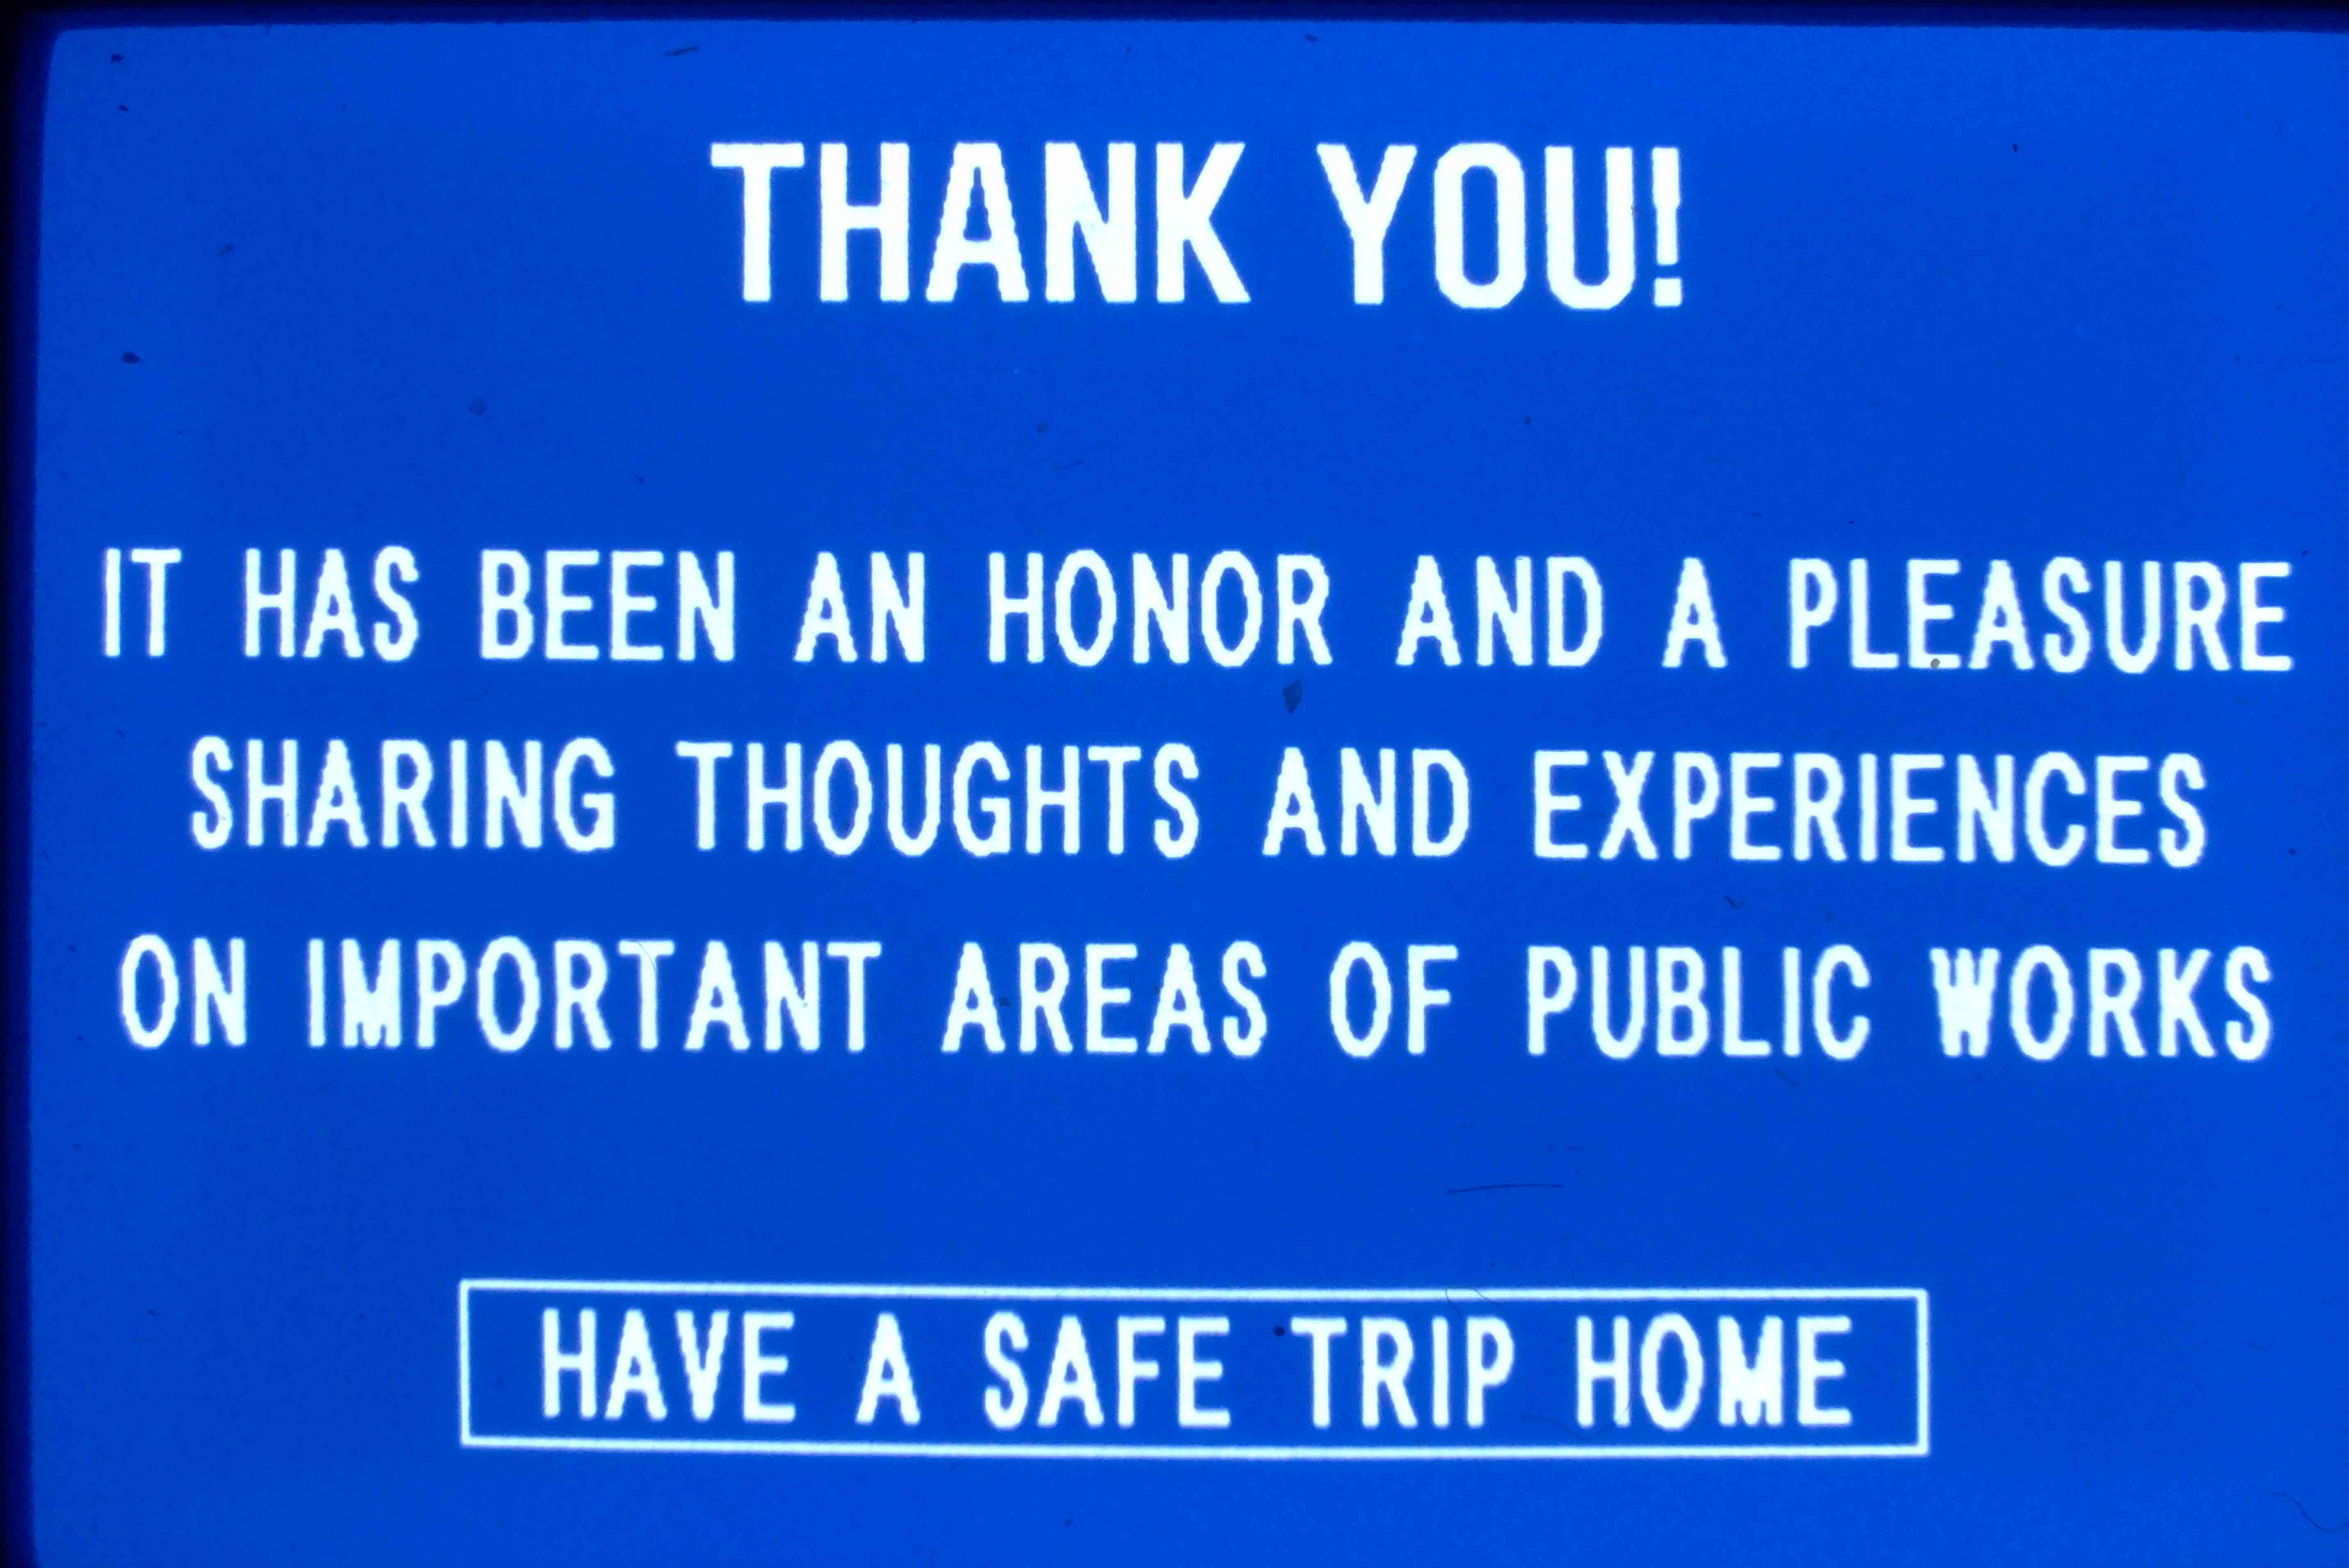 THANK YOU!
IT HAS BEEN AN HONOR AND A PLEASURE
SHARING THOUGHTS AND EXPERIENCES
ON IMPORTANT AREAS OF PUBLIC WORKS
HAVE A SAFE TRIP HOME